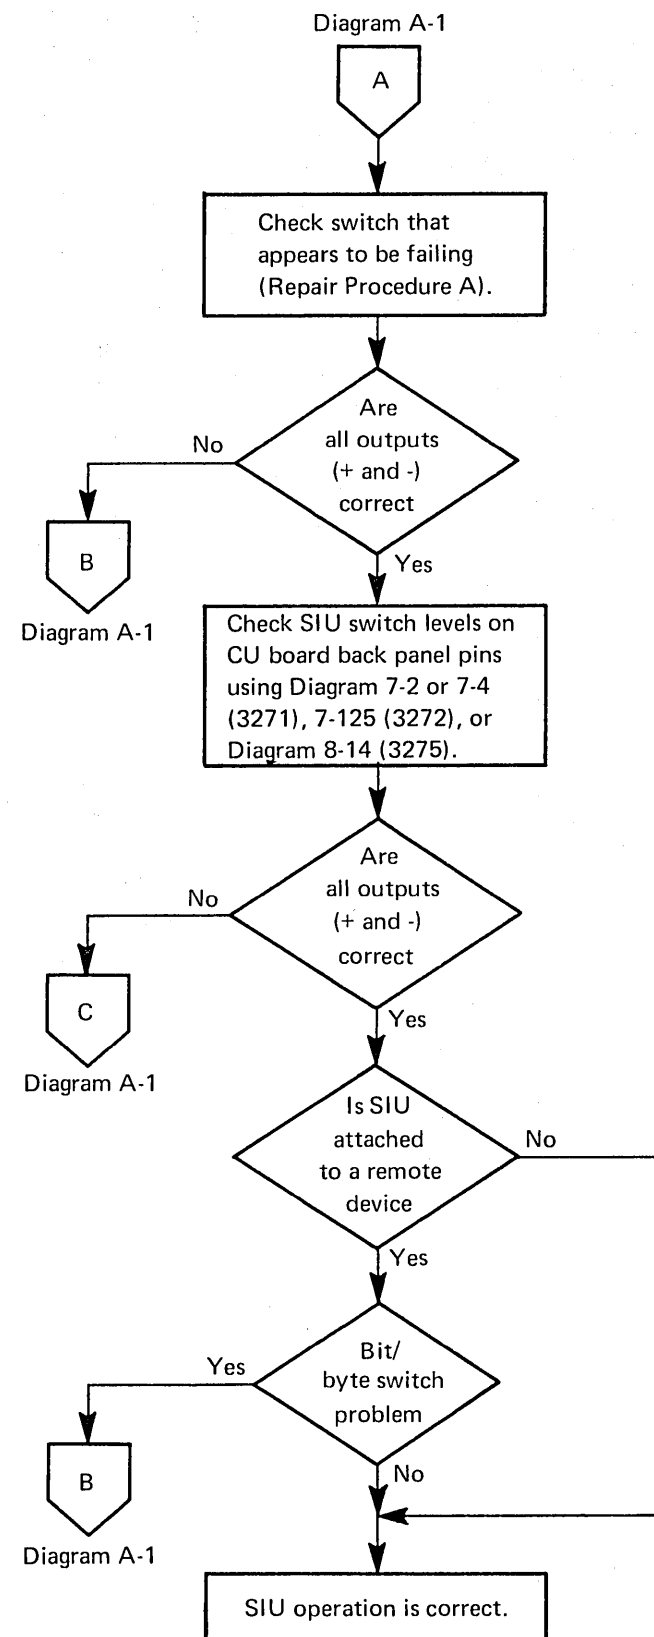 Diagram A-1
A
Check switch that
appears to be failing
(Repair Procedure A).
Are
all outputs
(+ and -)
correct
No
B
Diagram A-1
Yes
Check SIU switch levels on
CU board back panel pins
using Diagram 7-2 or 7-4
(3271), 7-125 (3272), or
Diagram 8-14 (3275).
Are
all outputs
(+ and -)
correct
No
C
Diagram A-1
Yes
Is SIU
attached
to a remote
device
No
Yes
Bit/
byte switch
problem
Yes
B
Diagram A-1
No
SIU operation is correct.